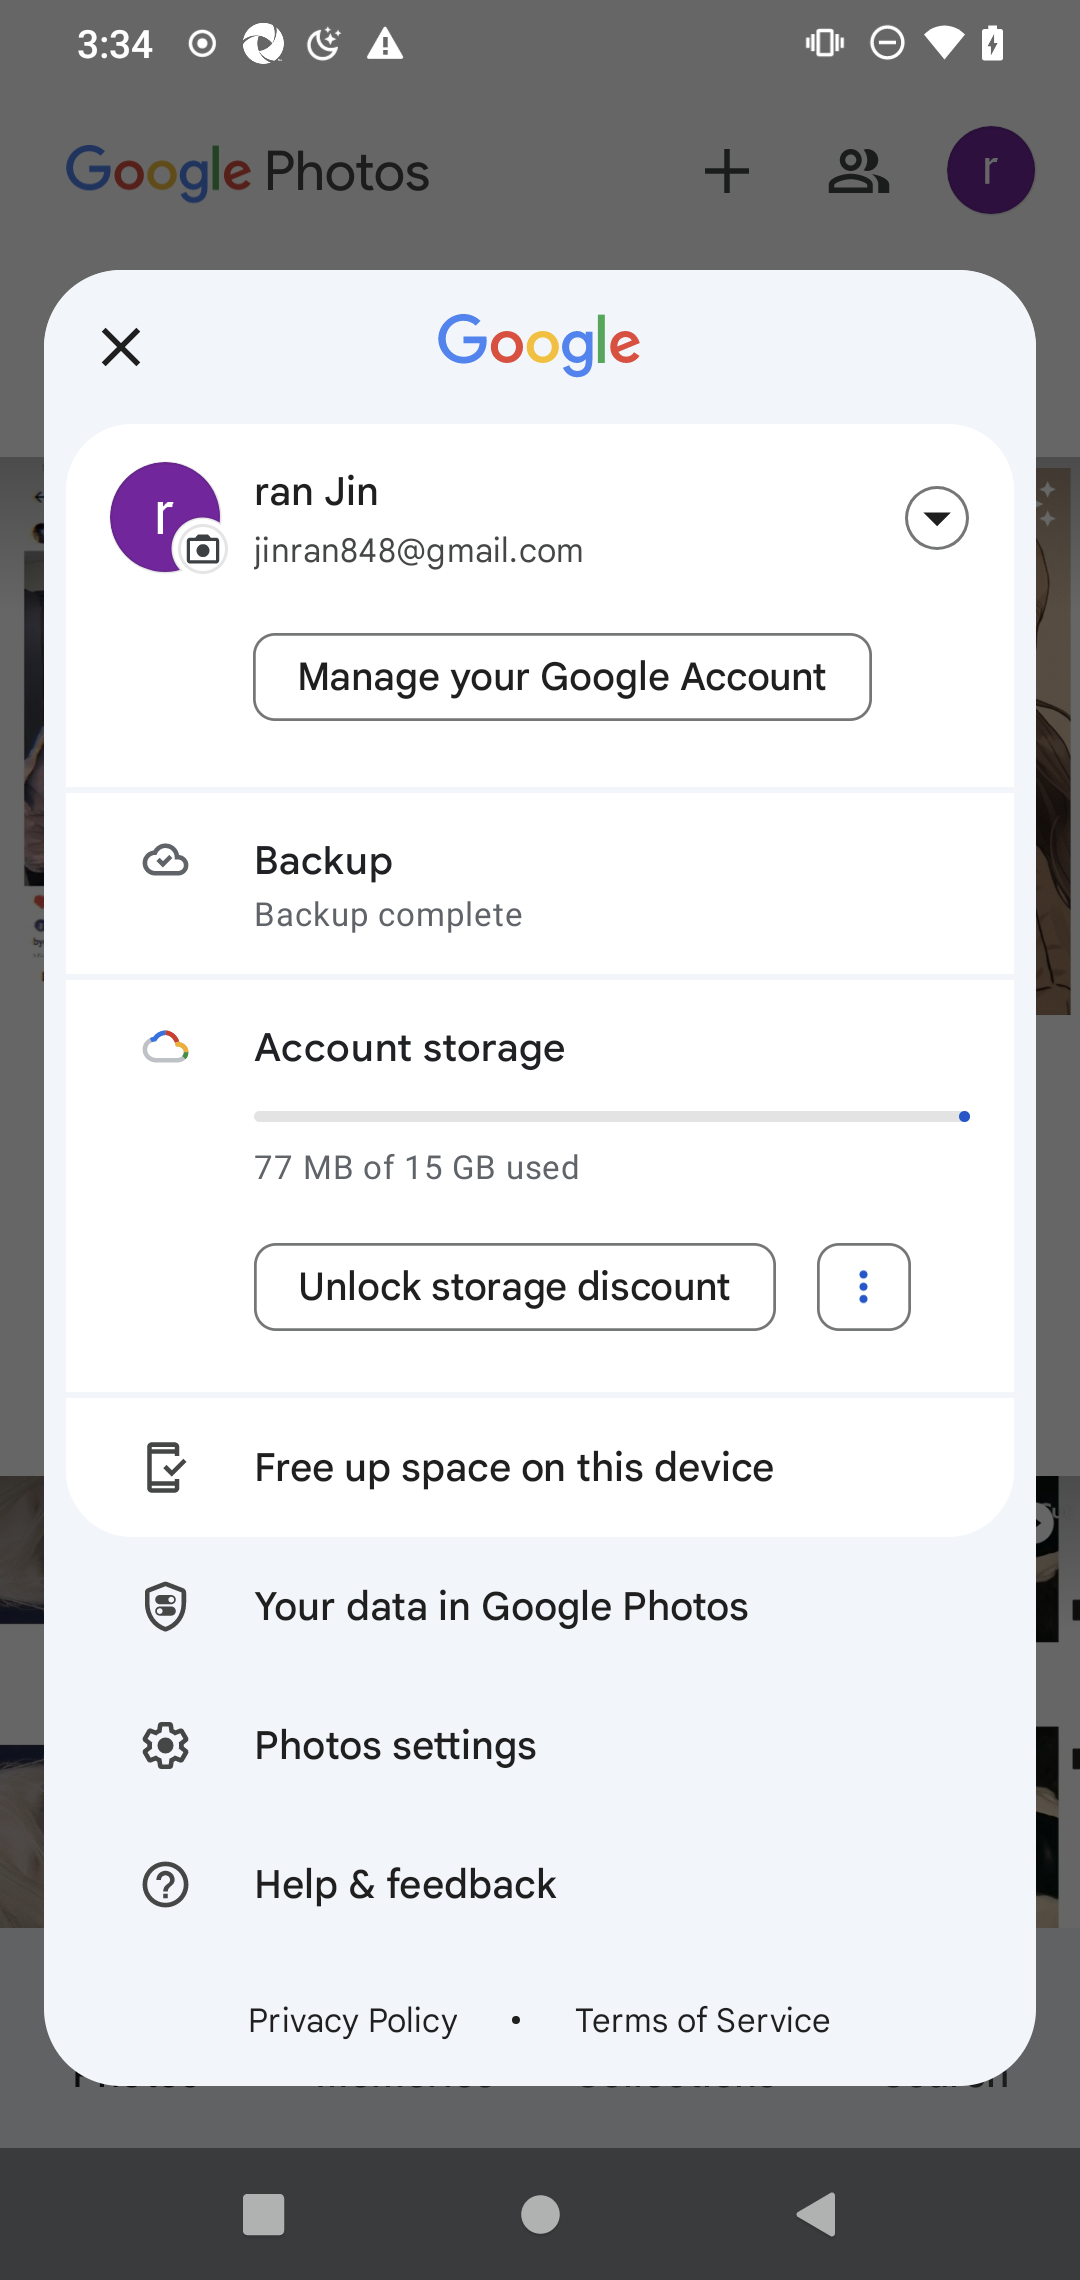 3:34
Google Photos
r
Google
r
ran Jin
jinran848@gmail.com
Manage your Google Account
Backup
Backup complete
Account storage
77 MB of 15 GB used
Unlock storage discount
Free up space on this device
Your data in Google Photos
Photos settings
Help & feedback
Privacy Policy • Terms of Service